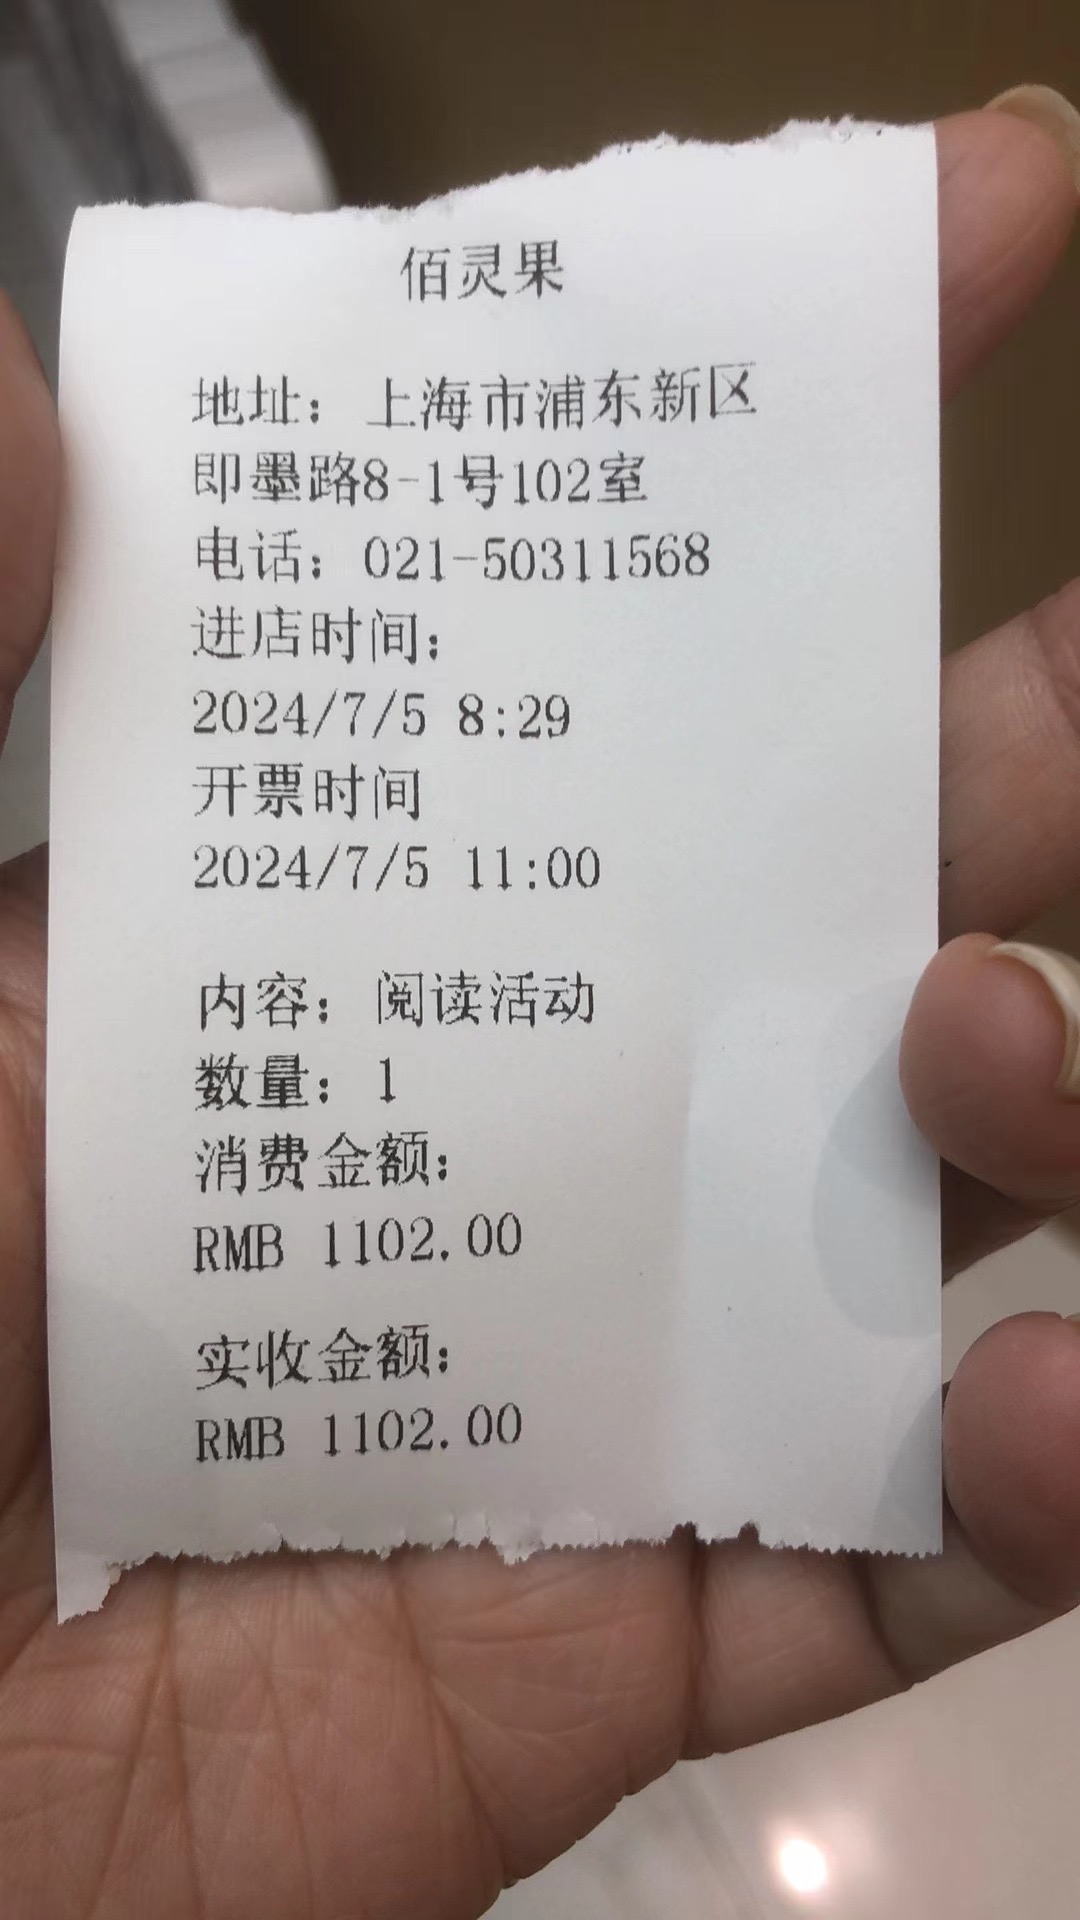 佰灵果
地址：上海市浦东新区
即墨路8-1号102室
电话：021-50311568
进店时间：
2024/7/5 8:29
开票时间
2024/7/5 11:00
内容：阅读活动
数量：1
消费金额：
RMB 1102.00
实收金额：
RMB 1102.00